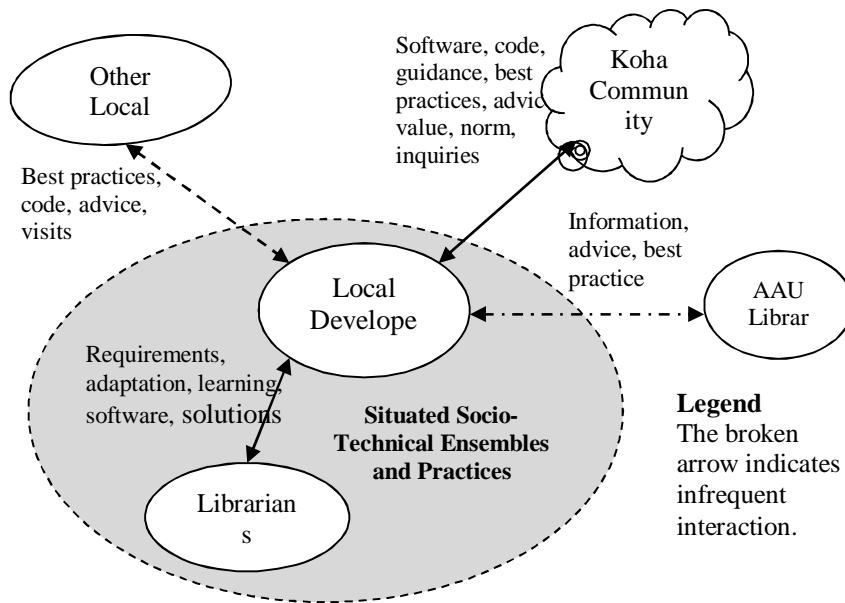 Other
Local
Software, code,
guidance, best
practices, advic
value, norm,
inquiries
Koha
Commun
ity
Best practices,
code, advice,
visits
Information,
advice, best
practice
Local
Develope
AAU
Librar
Requirements,
adaptation, learning,
software, solutions
Situated Socio-
Technical Ensembles
and Practices
Librarian
s
Legend
The broken
arrow indicates
infrequent
interaction.